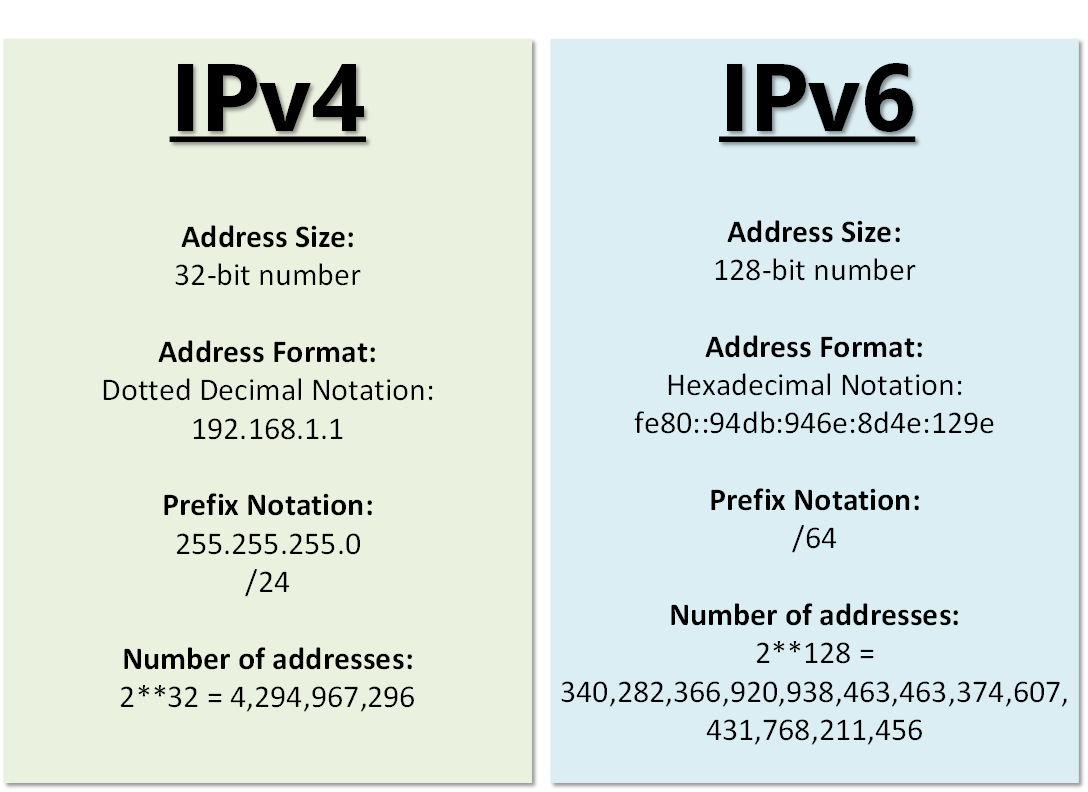 IPv4
Address Size:
32-bit number
Address Format:
Dotted Decimal Notation:
192.168.1.1
Prefix Notation:
255.255.255.0
/24
Number of addresses:
2**32 = 4,294,967,296
IPv6
Address Size:
128-bit number
Address Format:
Hexadecimal Notation:
fe80::94db:946e:8d4e:129e
Prefix Notation:
/64
Number of addresses:
2**128 =
340,282,366,920,938,463,463,374,607,
431,768,211,456